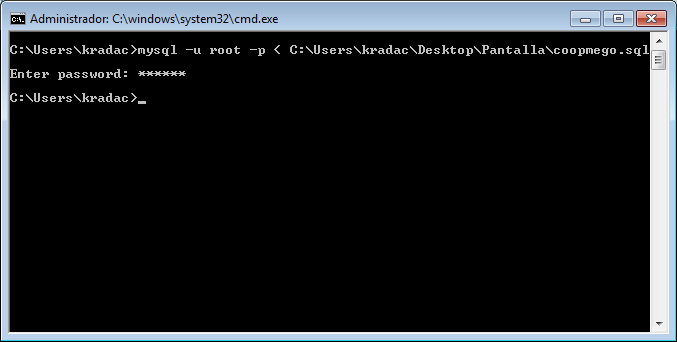 Administrador: C:\windows\system32\cmd.exe
C:\Users\kradac>mysql -u root -p < C:\Users\kradac\Desktop\Pantalla\coopmego.sql
Enter password: ******
C:\Users\kradac>_